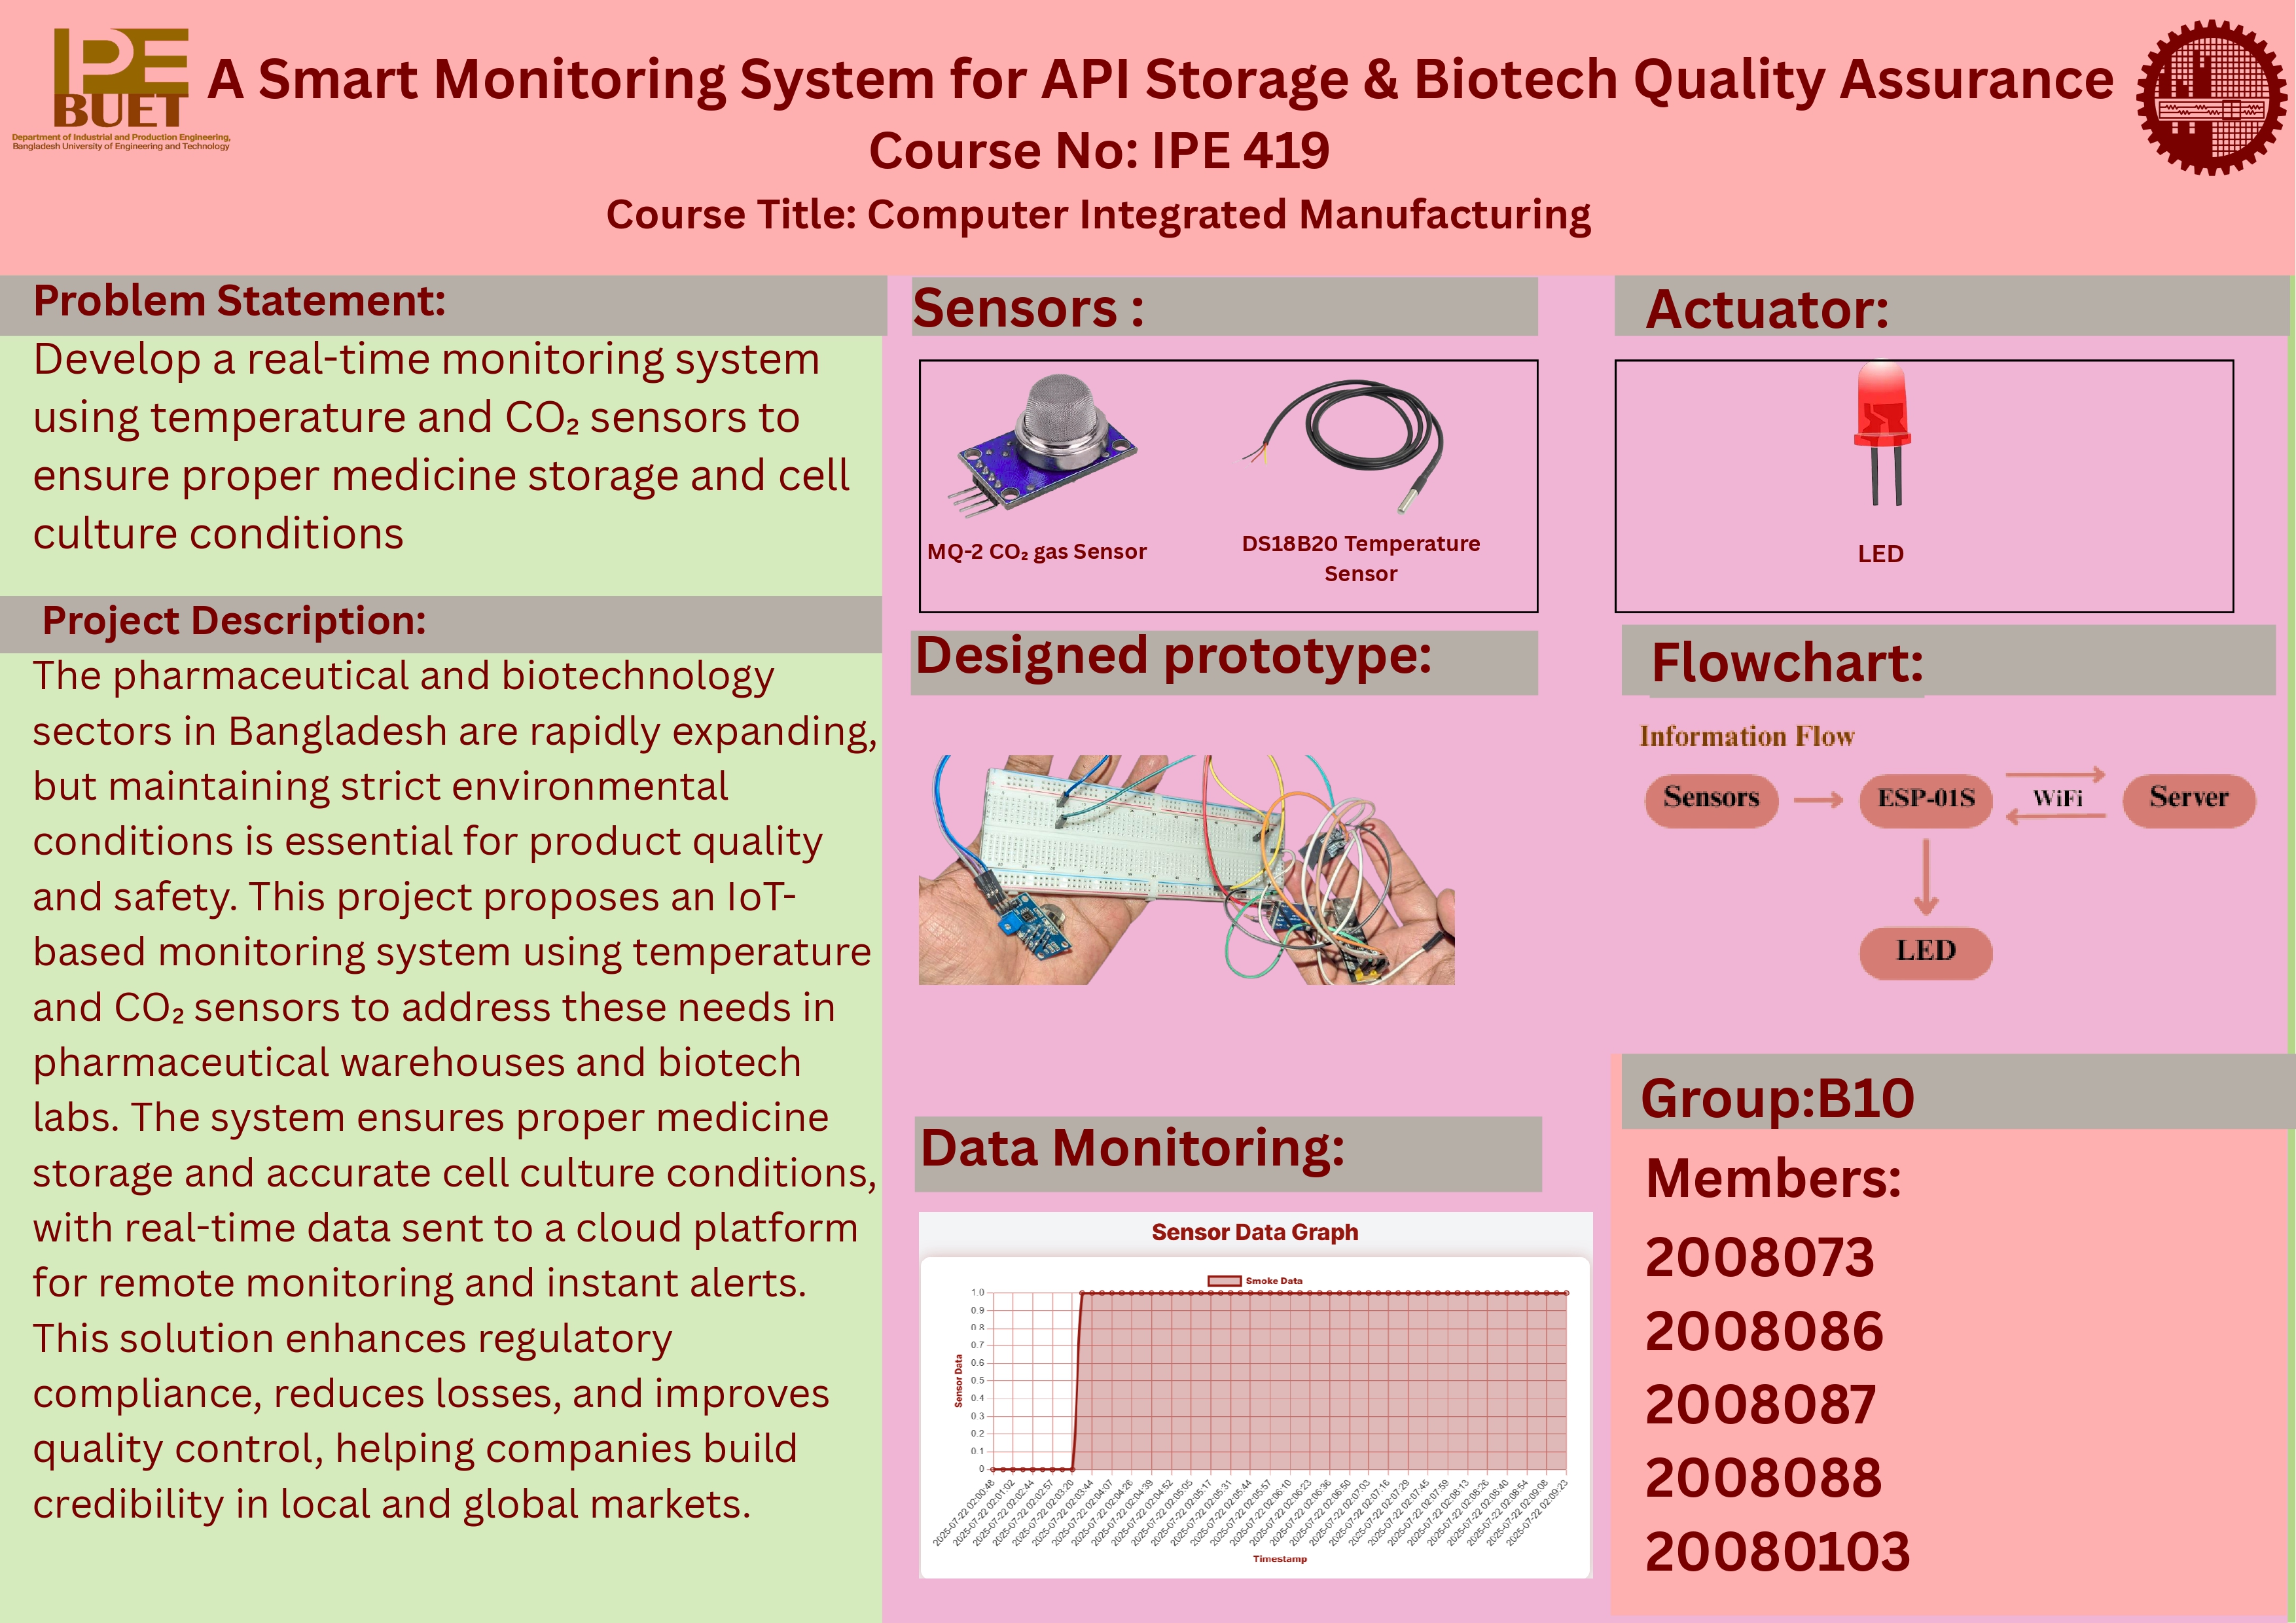 IPE
BUET
Department of Industrial and Production Engineering,
Bangladesh University of Engineering and Technology
A Smart Monitoring System for API Storage & Biotech Quality Assurance
Course No: IPE 419
Course Title: Computer Integrated Manufacturing
Problem Statement:
Develop a real-time monitoring system
using temperature and CO₂ sensors to
ensure proper medicine storage and cell
culture conditions
Project Description:
The pharmaceutical and biotechnology
sectors in Bangladesh are rapidly expanding,
but maintaining strict environmental
conditions is essential for product quality
and safety. This project proposes an IoT-
based monitoring system using temperature
and CO₂ sensors to address these needs in
pharmaceutical warehouses and biotech
labs. The system ensures proper medicine
storage and accurate cell culture conditions,
with real-time data sent to a cloud platform
for remote monitoring and instant alerts.
This solution enhances regulatory
compliance, reduces losses, and improves
quality control, helping companies build
credibility in local and global markets.
Sensors :
MQ-2 CO₂ gas Sensor
DS18B20 Temperature
Sensor
Designed prototype:
Data Monitoring:
Sensor Data Graph
Smoke Data
1.0
0.9
0.8
0.7
0.6
0.5
0.4
0.3
0.2
0.1
0
Sensor Data
2025-07-22 02:00:48
2025-07-22 02:01:02
2025-07-22 02:02:44
2025-07-22 02:02:57
2025-07-22 02:03:20
2025-07-22 02:03:44
2025-07-22 02:04:07
2025-07-22 02:04:26
2025-07-22 02:04:39
2025-07-22 02:04:52
2025-07-22 02:05:05
2025-07-22 02:05:17
2025-07-22 02:05:31
2025-07-22 02:05:44
2025-07-22 02:05:57
2025-07-22 02:06:10
2025-07-22 02:06:23
2025-07-22 02:06:36
2025-07-22 02:06:50
2025-07-22 02:07:03
2025-07-22 02:07:16
2025-07-22 02:07:29
2025-07-22 02:07:45
2025-07-22 02:07:59
2025-07-22 02:08:13
2025-07-22 02:08:26
2025-07-22 02:08:40
2025-07-22 02:08:54
2025-07-22 02:09:08
2025-07-22 02:09:23
Timestamp
Actuator:
LED
Flowchart:
Information Flow
Sensors
ESP-01S
WiFi
Server
LED
Group:B10
Members:
2008073
2008086
2008087
2008088
20080103